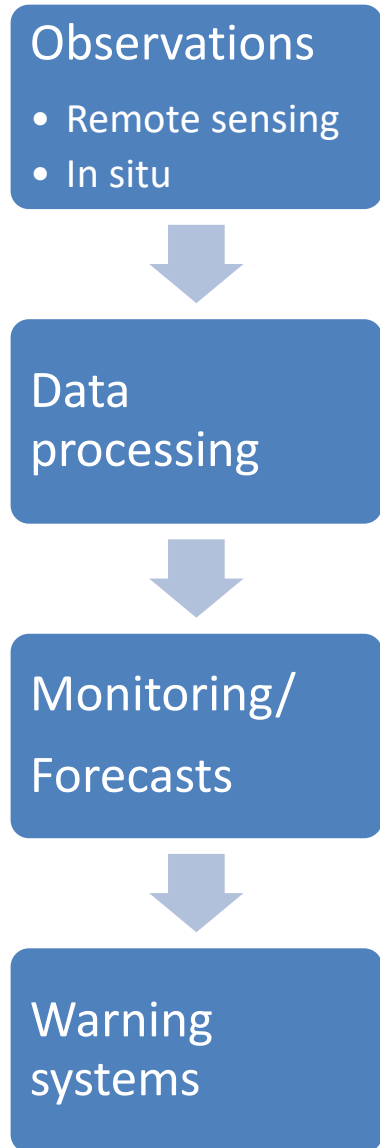 Observations
• Remote sensing
• In situ
Data
processing
Monitoring/
Forecasts
Warning
systems